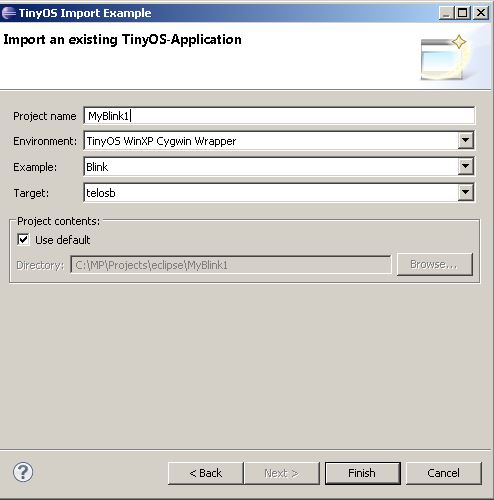 TinyOS Import Example
Import an existing TinyOS-Application
Project name MyBlink1
Environment: TinyOS WinXP Cygwin Wrapper
Example: Blink
Target: telosb
Project contents:
Use default
Directory: C:\MP\Projects\eclipse\MyBlink1 Browse...
? < Back Next > Finish Cancel